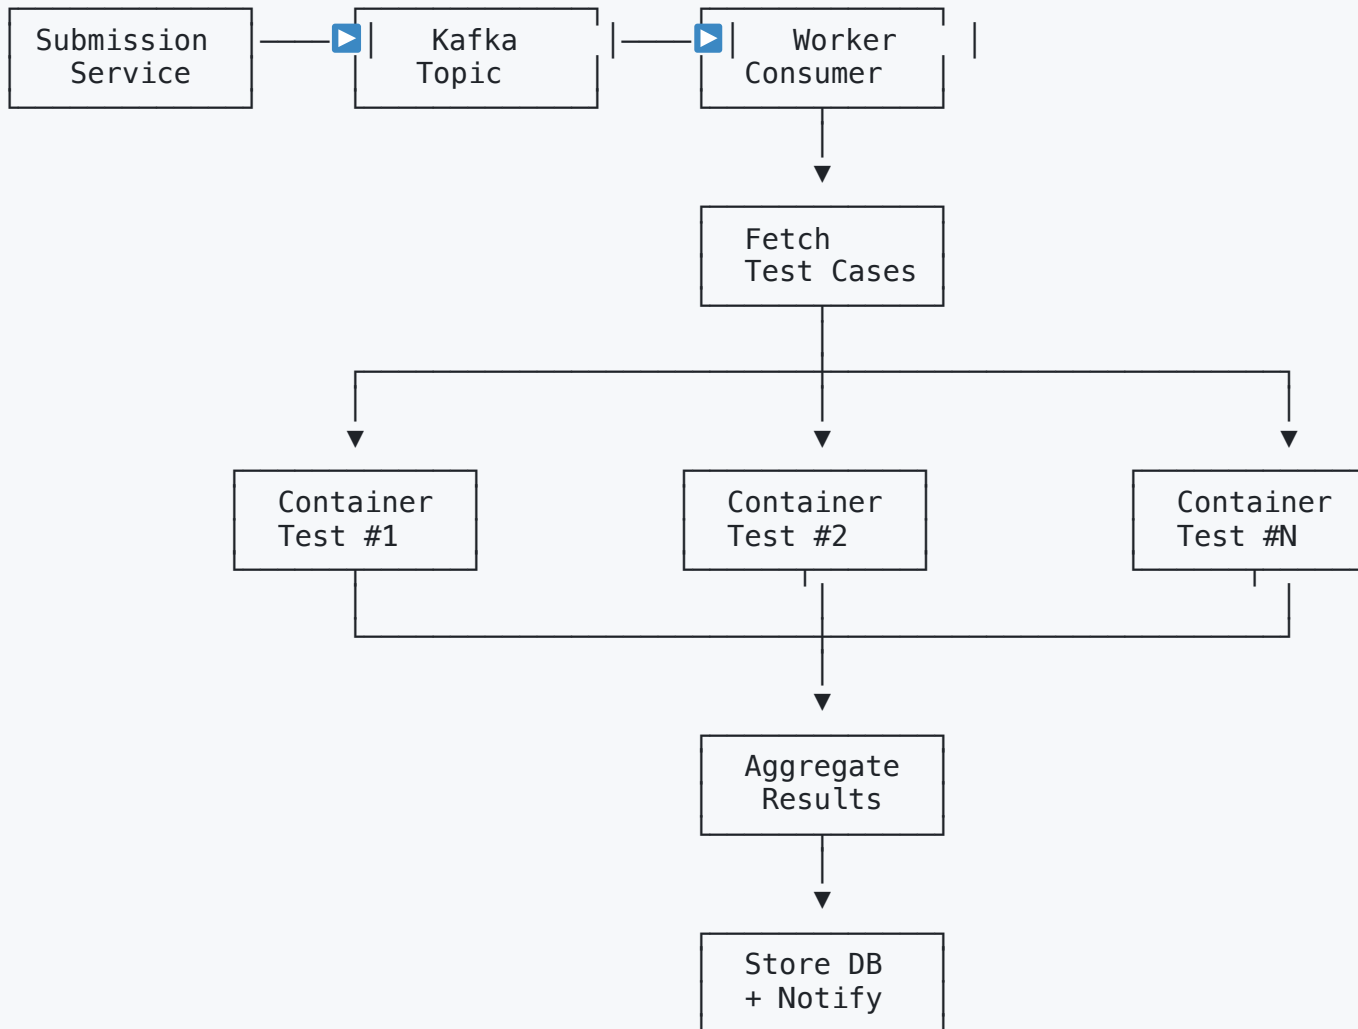 Submission Kafka Worker
Service Topic Consumer
Fetch
Test Cases
Container Container Container
Test #1 Test #2 Test #N
Aggregate
Results
Store DB
+ Notify